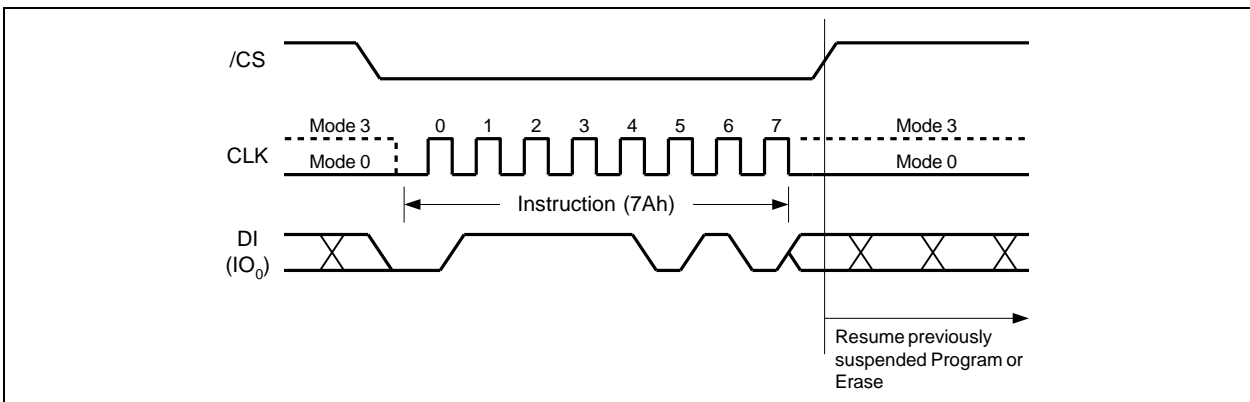 /CS
Mode 3
0 1 2 3 4 5 6 7
Mode 3
CLK
Mode 0
Mode 0
Instruction (7Ah)
DI
(IO0)
Resume previously
suspended Program or
Erase